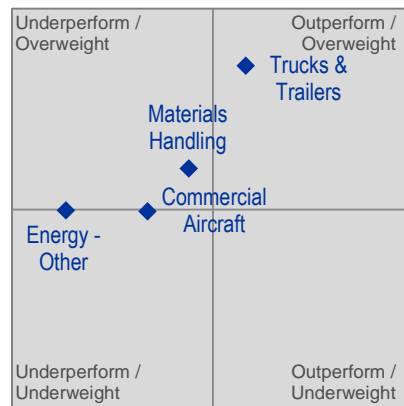 Underperform /
Overweight
Outperform /
Overweight
Trucks &
Trailers
Materials
Handling
Commercial
Aircraft
Energy -
Other
Underperform /
Underweight
Outperform /
Underweight